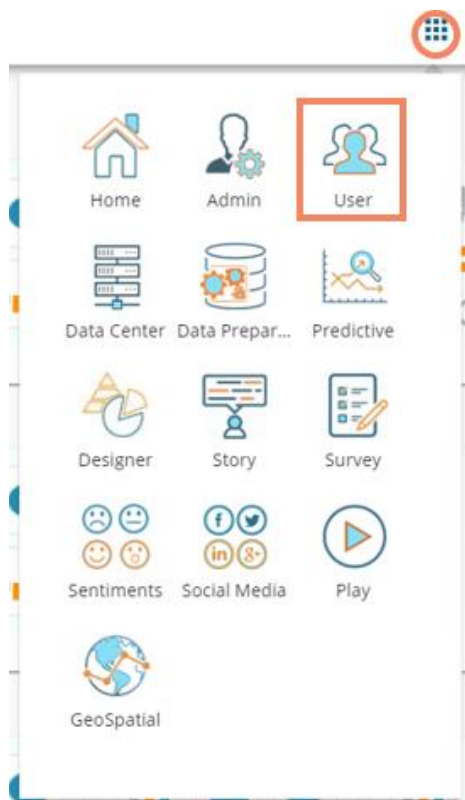 Home Admin User
Data Center Data Prepar... Predictive
Designer Story Survey
Sentiments Social Media Play
GeoSpatial